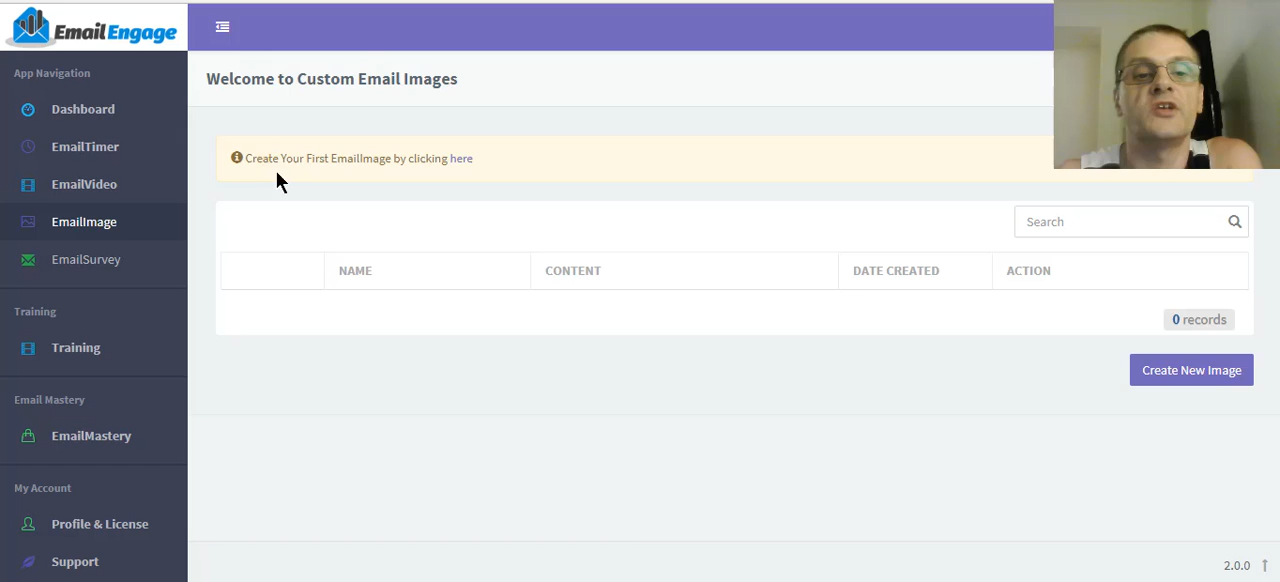 EmailEngage
App Navigation
Dashboard
EmailTimer
EmailVideo
EmailImage
EmailSurvey
Training
Training
Email Mastery
EmailMastery
My Account
Profile & License
Support
Welcome to Custom Email Images
Create Your First EmailImage by clicking here
Search
NAME CONTENT DATE CREATED ACTION
0 records
Create New Image
2.0.0